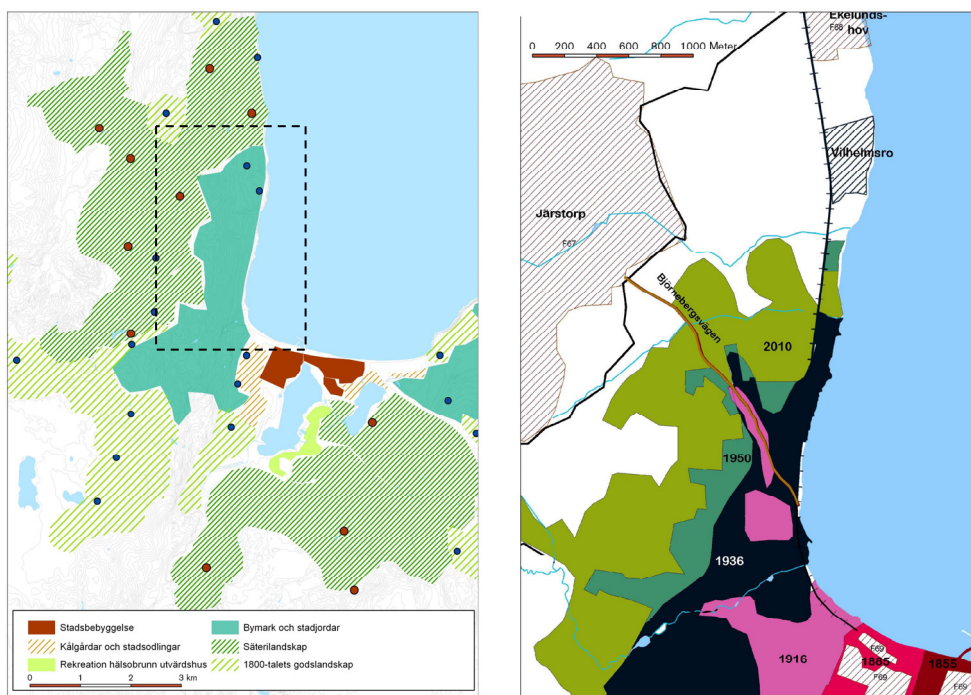 Stadsbebyggelse
Kålgårdar och stadsodlingar
Rekreation hälsobrunn utvärdshus
Bymark och stadjordar
Säterilandskap
1800-talets godslandskap
0 1 2 3 km
Ekelunds-
hov
F68
0 200 400 600 800 1000 Meter
Vilhelmsro
Järstorp
F67
Björnebergsvägen
2010
1950
1936
1916
F69
1885
1855
F69
F69